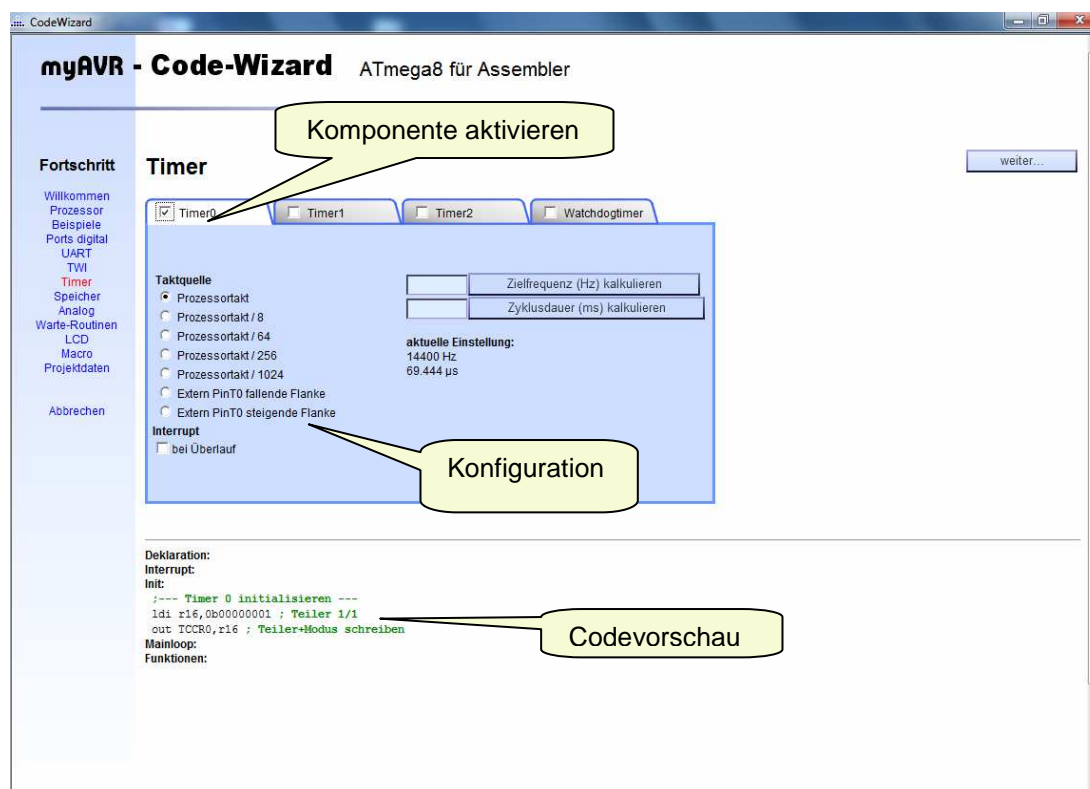 CodeWizard
myAVR - Code-Wizard ATmega8 für Assembler
Komponente aktivieren
Fortschritt
Willkommen
Prozessor
Beispiele
Ports digital
UART
TWI
Timer
Speicher
Analog
Warte-Routinen
LCD
Macro
Projektdaten
Abbrechen
Timer
weiter...
Timer0 Timer1 Timer2 Watchdogtimer
Taktquelle
Prozessortakt
Prozessortakt / 8
Prozessortakt / 64
Prozessortakt / 256
Prozessortakt / 1024
Extern PinT0 fallende Flanke
Extern PinT0 steigende Flanke
Interrupt
bei Überlauf
Zielfrequenz (Hz) kalkulieren
Zyklusdauer (ms) kalkulieren
aktuelle Einstellung:
14400 Hz
69.444 µs
Konfiguration
Deklaration:
Interrupt:
Init:
;--- Timer 0 initialisieren ---
ldi r16,0b00000001 ; Teiler 1/1
out TCCR0,r16 ; Teiler+Modus schreiben
Mainloop:
Funktionen:
Codevorschau